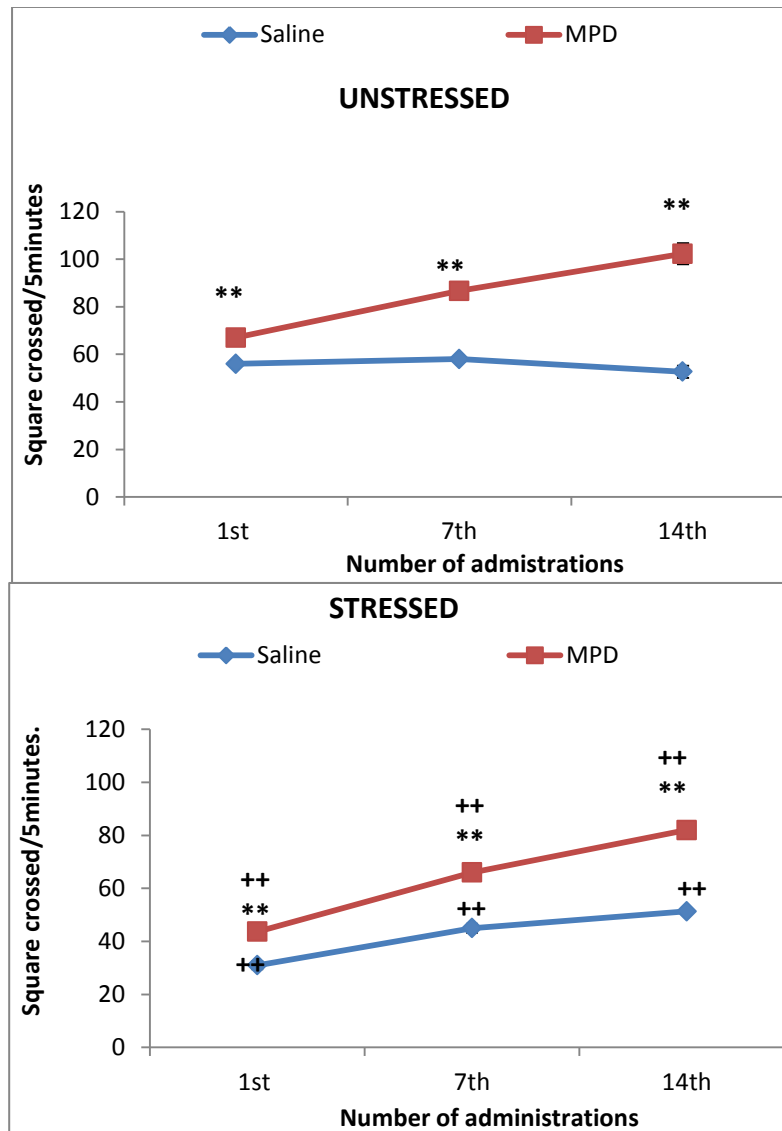 Saline MPD
UNSTRESSED
Square crossed/5minutes
120
**
100
**
**
80
60
40
20
0
1st 7th 14th
Number of admistrations
STRESSED
Saline MPD
Square crossed/5minutes.
120
++
100
**
++
**
80
++
60
++
**
++
40
++
20
0
1st 7th 14th
Number of administrations